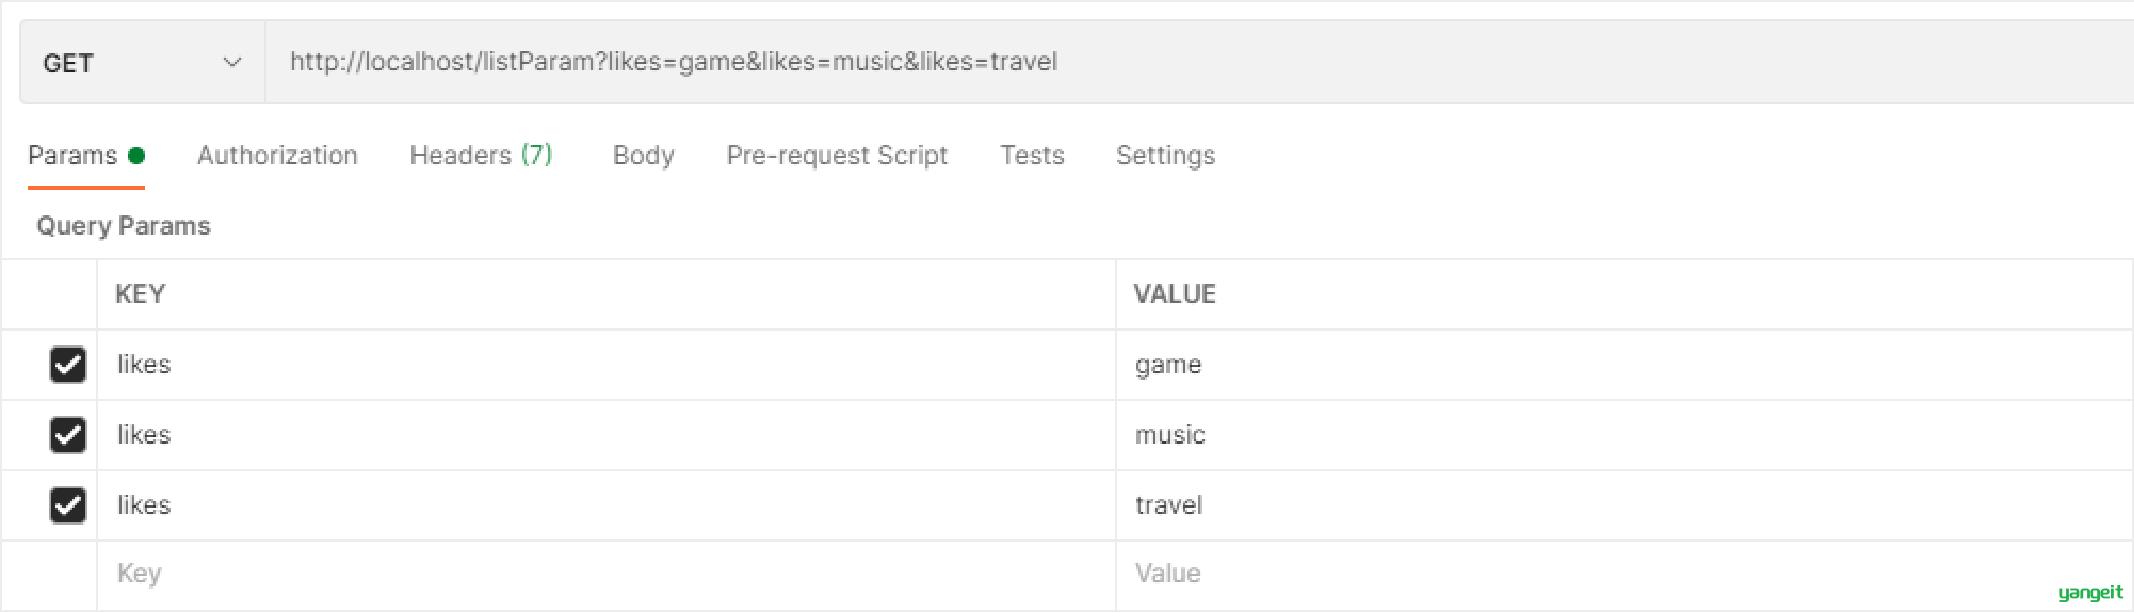 GET http://localhost/listParam?likes=game&likes=music&likes=travel
Params Authorization Headers (7) Body Pre-request Script Tests Settings
Query Params
KEY VALUE
likes game
likes music
likes travel
Key Value
yangeit